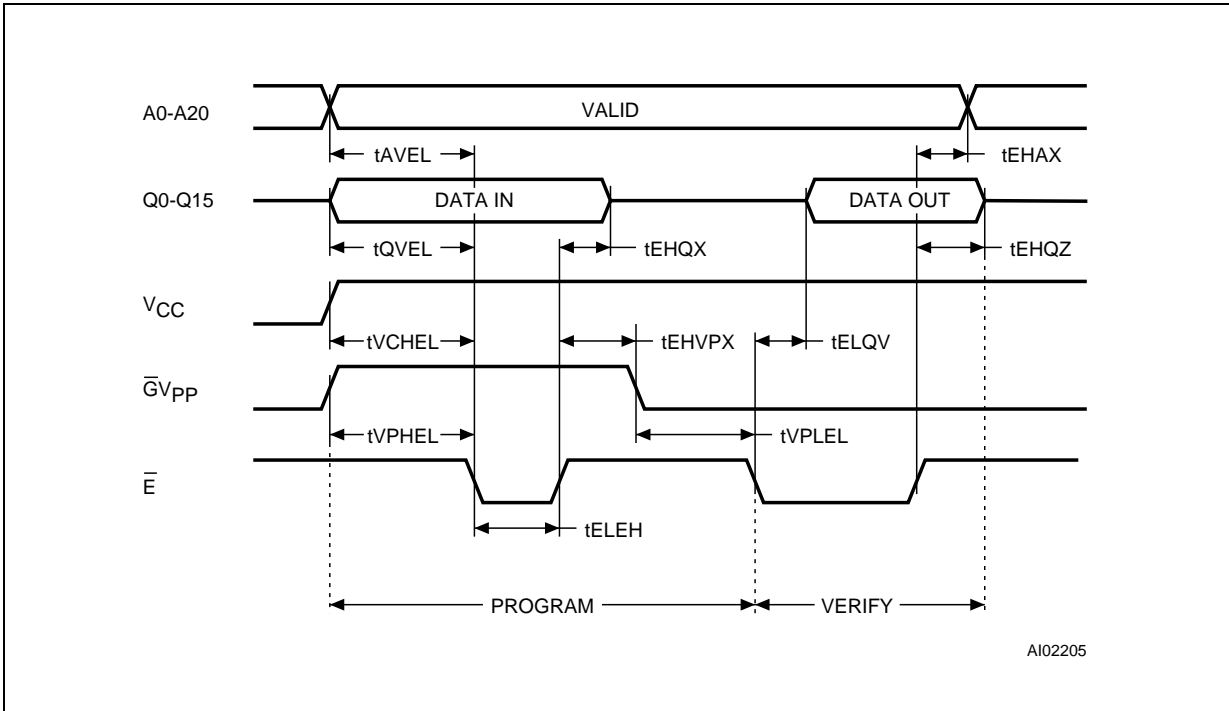 A0-A20
VALID
tAVEL
tEHAX
Q0-Q15
DATA IN
DATA OUT
tQVEL
tEHQX
tEHQZ
VCC
tVCHEL
tEHVPX
tELQV
G̅VPP
tVPHEL
tVPLEL
E̅
tELEH
PROGRAM
VERIFY
AI02205